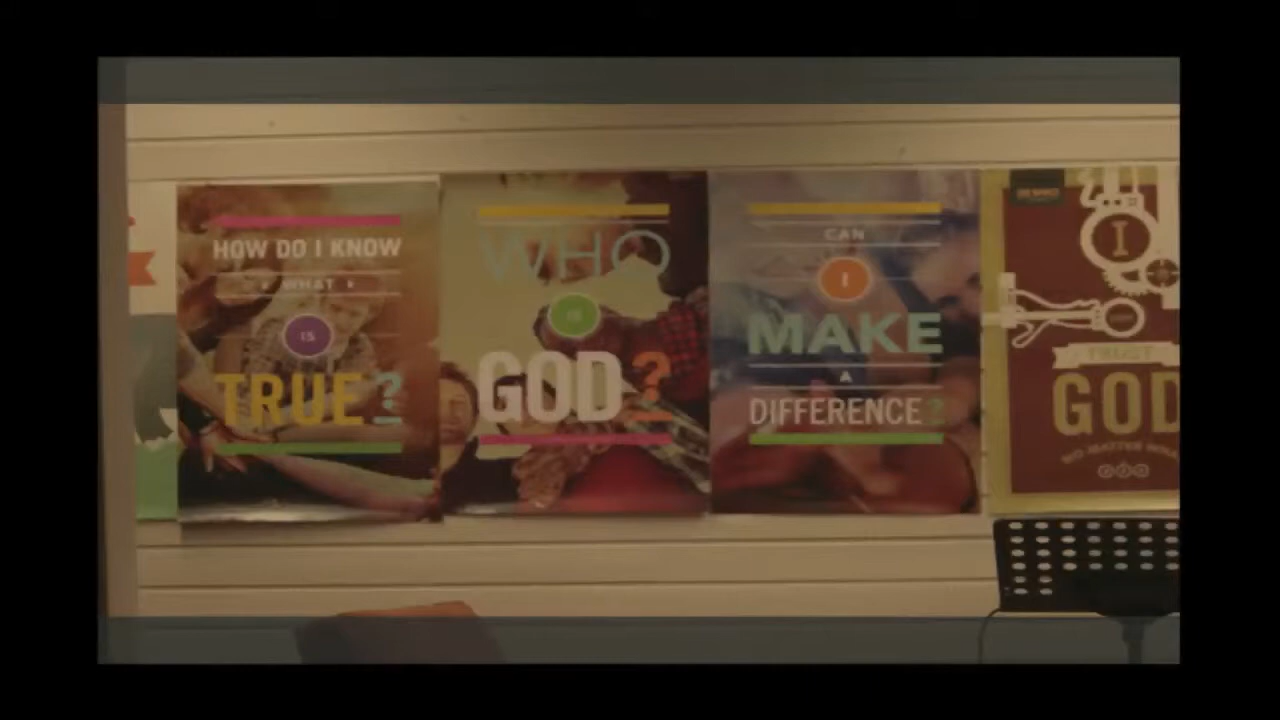 HOW DO I KNOW
WHAT
IS
TRUE?
WHO
IS
GOD?
CAN
I
MAKE
A
DIFFERENCE?
I
TRUST
GOD
NO MATTER WHAT